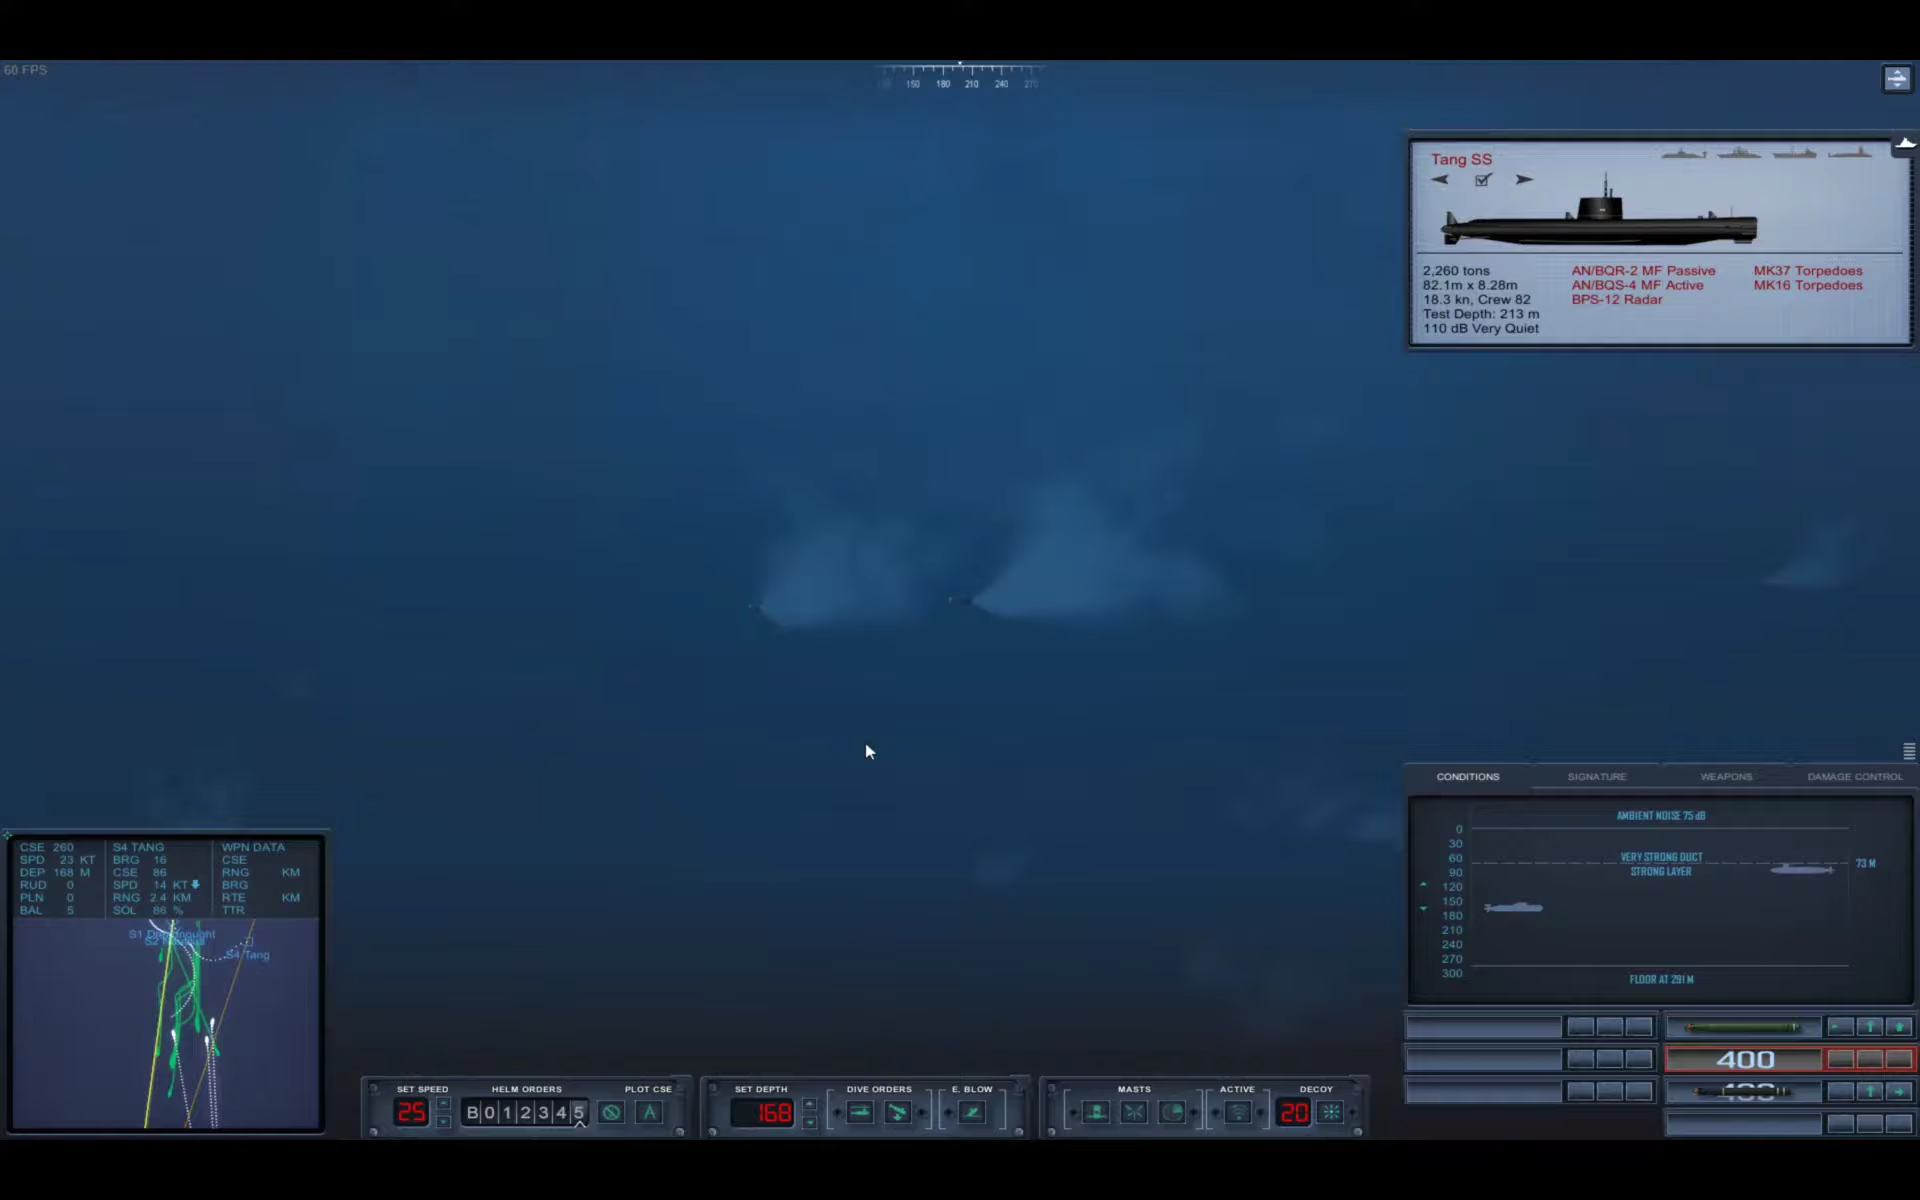 60 FPS
150 180 210 240 270
Tang SS
2,260 tons
82.1m x 8.28m
18.3 kn, Crew 82
Test Depth: 213 m
110 dB Very Quiet
AN/BQR-2 MF Passive
AN/BQS-4 MF Active
BPS-12 Radar
MK37 Torpedoes
MK16 Torpedoes
CONDITIONS SIGNATURE WEAPONS DAMAGE CONTROL
AMBIENT NOISE 75 dB
0
30
60
90
120
150
180
210
240
270
300
VERY STRONG DUCT
STRONG LAYER
73 M
FLOOR AT 291 M
400
CSE 260
SPD 23 KT
DEP 168 M
RUD 0
PLN 0
BAL 5
S4 TANG
BRG 16
CSE 86
SPD 14 KT
RNG 2.4 KM
SOL 86 %
WPN DATA
CSE
RNG KM
BRG
RTE KM
TTR
S4 Tang
SET SPEED HELM ORDERS PLOT CSE
25 B 0 1 2 3 4 5
SET DEPTH DIVE ORDERS E. BLOW
168
MASTS ACTIVE DECOY
20